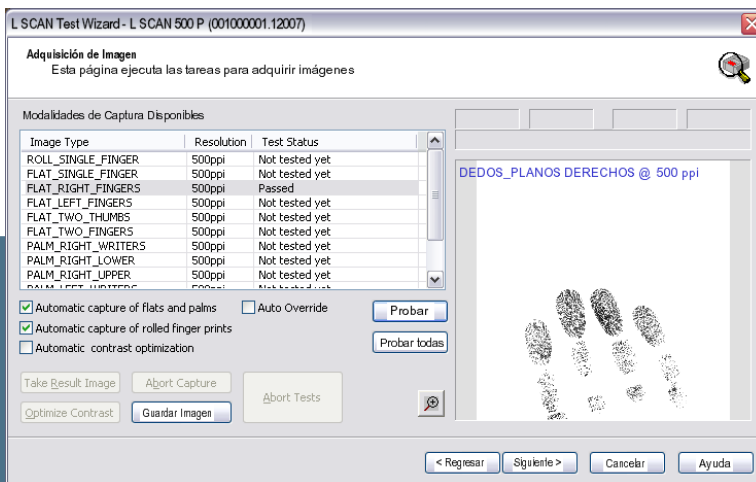 L SCAN Test Wizard - L SCAN 500 P (001000001.12007)
Adquisición de Imagen
Esta página ejecuta las tareas para adquirir imágenes
Modalidades de Captura Disponibles
Image Type Resolution Test Status
ROLL_SINGLE_FINGER 500ppi Not tested yet
FLAT_SINGLE_FINGER 500ppi Not tested yet
FLAT_RIGHT_FINGERS 500ppi Passed
FLAT_LEFT_FINGERS 500ppi Not tested yet
FLAT_TWO_THUMBS 500ppi Not tested yet
FLAT_TWO_FINGERS 500ppi Not tested yet
PALM_RIGHT_WRITERS 500ppi Not tested yet
PALM_RIGHT_LOWER 500ppi Not tested yet
PALM_RIGHT_UPPER 500ppi Not tested yet
PALM_LEFT_WRITERS 500ppi Not tested yet
DEDOS_PLANOS DERECHOS @ 500 ppi
Automatic capture of flats and palms Auto Override Probar
Automatic capture of rolled finger prints
Automatic contrast optimization Probar todas
Take Result Image Abort Capture Abort Tests
Optimize Contrast Guardar Imagen
< Regresar Siguiente > Cancelar Ayuda